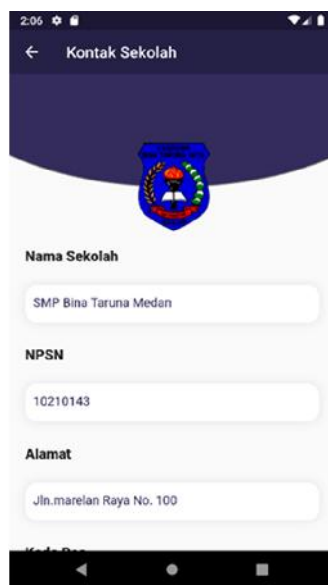 2:06
Kontak Sekolah
Nama Sekolah
SMP Bina Taruna Medan
NPSN
10210143
Alamat
Jln.marelan Raya No. 100